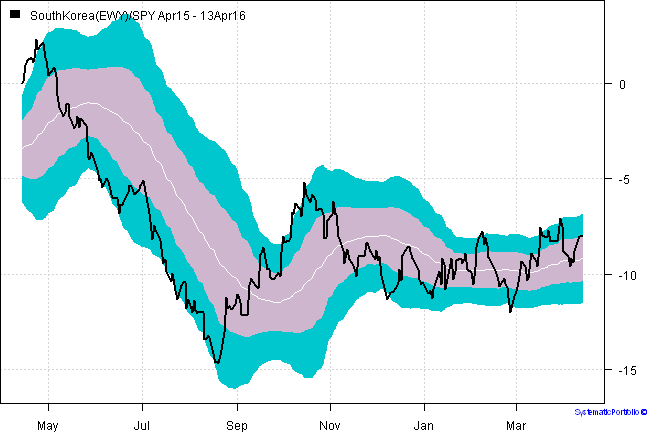 SouthKorea(EWY)/SPY Apr15 - 13Apr16
0
-5
-10
-15
May Jul Sep Nov Jan Mar
SystematicPortfolio ©